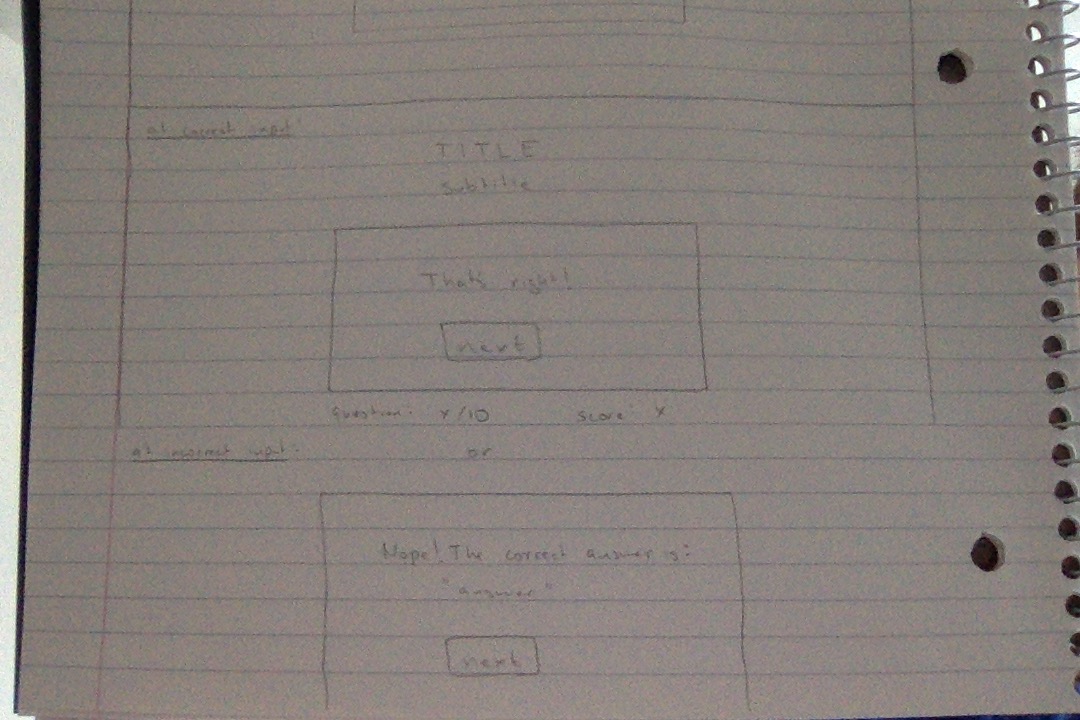 at correct input:
TITLE
subtitle
That's right!
next
question: x/10 score: x
at incorrect input:
or
Nope! The correct answer is:
"answer"
next